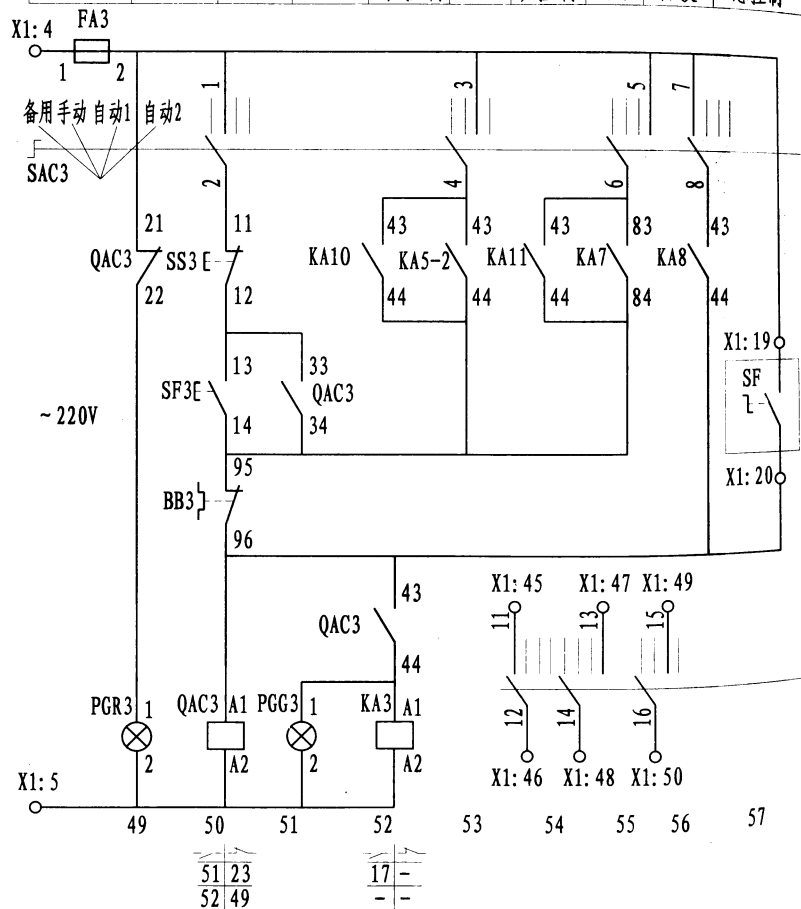 FA3
X1:4
1 2
1 3 5 7
备用 手动 自动1 自动2
SAC3
2 4 6 8
21 11 43 43 43 83 43
QAC3 SS3 KA10 KA5-2 KA11 KA7 KA8
22 12 44 44 44 84 44
X1:19
13 33
SF3 QAC3 SF
14 34
~220V
95
BB3 X1:20
96
43 X1:45 X1:47 X1:49
QAC3 11 13 15
44
PGR3 1 QAC3 A1 PGG3 1 KA3 A1 12 14 16
2 A2 2 A2
X1:5 X1:46 X1:48 X1:50
49 50 51 52 53 54 55 56 57
51 23 17 -
52 49 - -